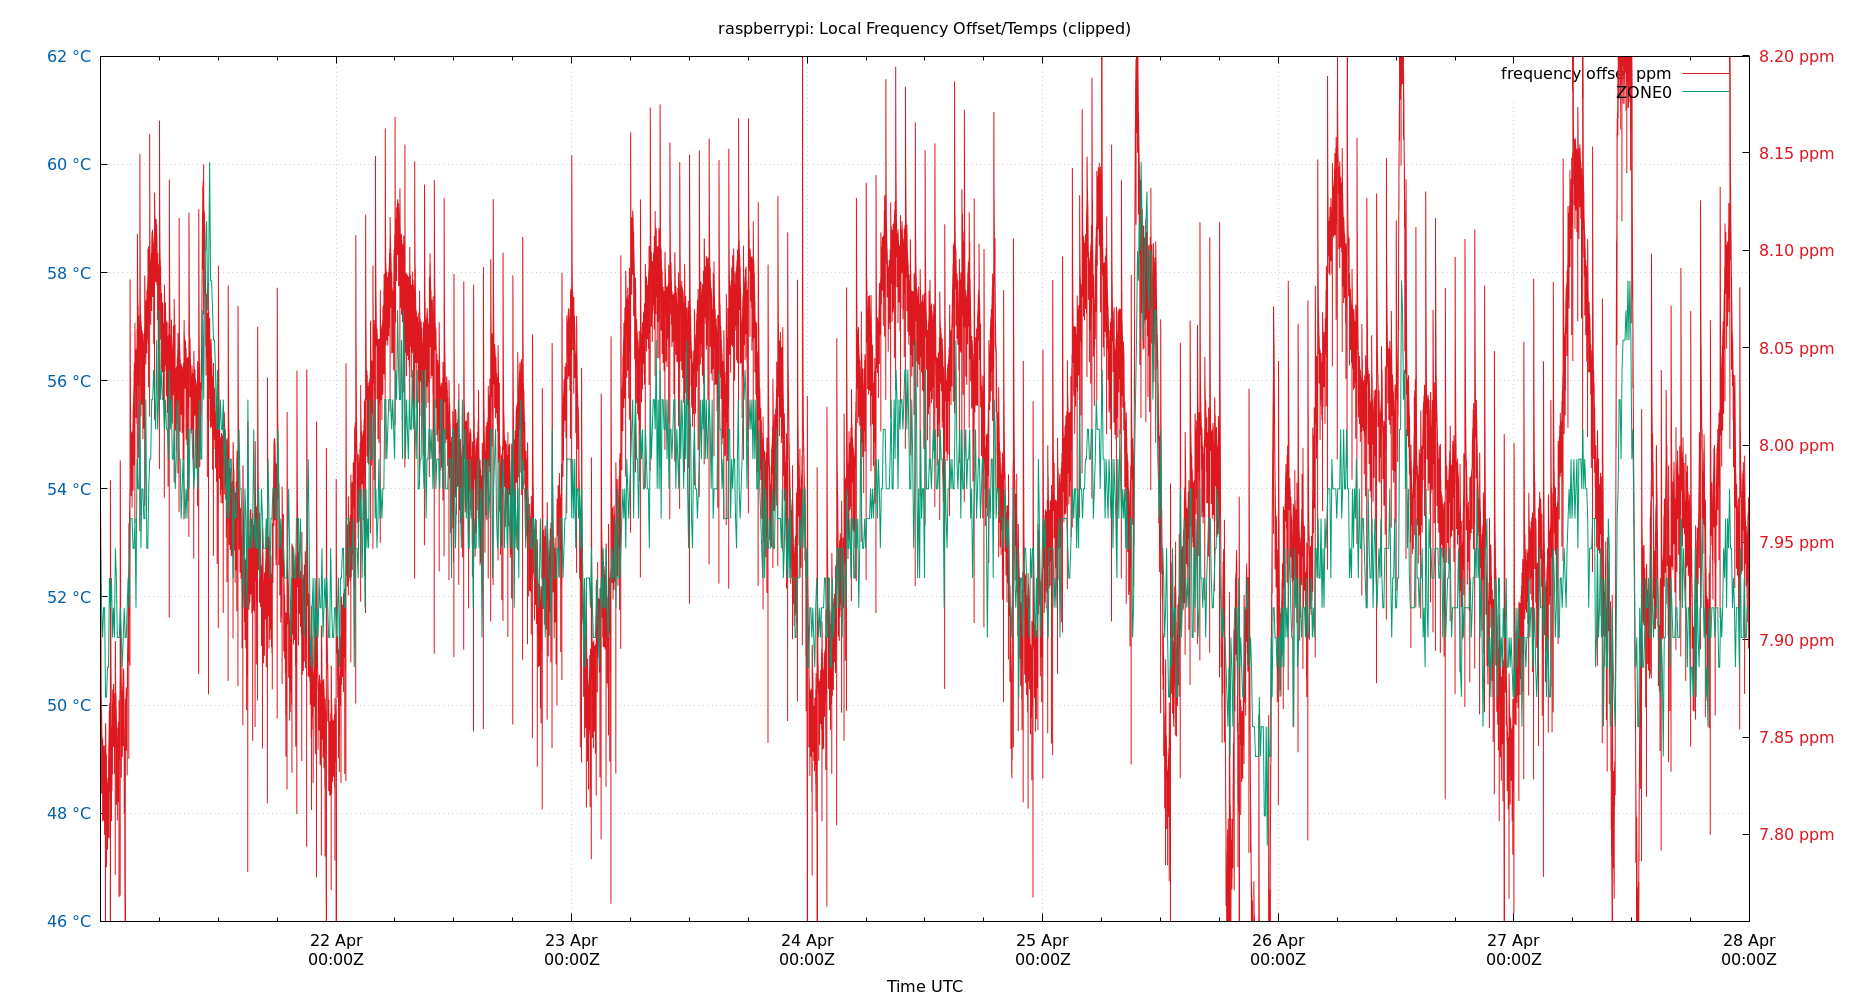 raspberrypi: Local Frequency Offset/Temps (clipped)
62 °C
60 °C
58 °C
56 °C
54 °C
52 °C
50 °C
48 °C
46 °C
8.20 ppm
8.15 ppm
8.10 ppm
8.05 ppm
8.00 ppm
7.95 ppm
7.90 ppm
7.85 ppm
7.80 ppm
frequency offset ppm
ZONE0
22 Apr
00:00Z
23 Apr
00:00Z
24 Apr
00:00Z
25 Apr
00:00Z
26 Apr
00:00Z
27 Apr
00:00Z
28 Apr
00:00Z
Time UTC